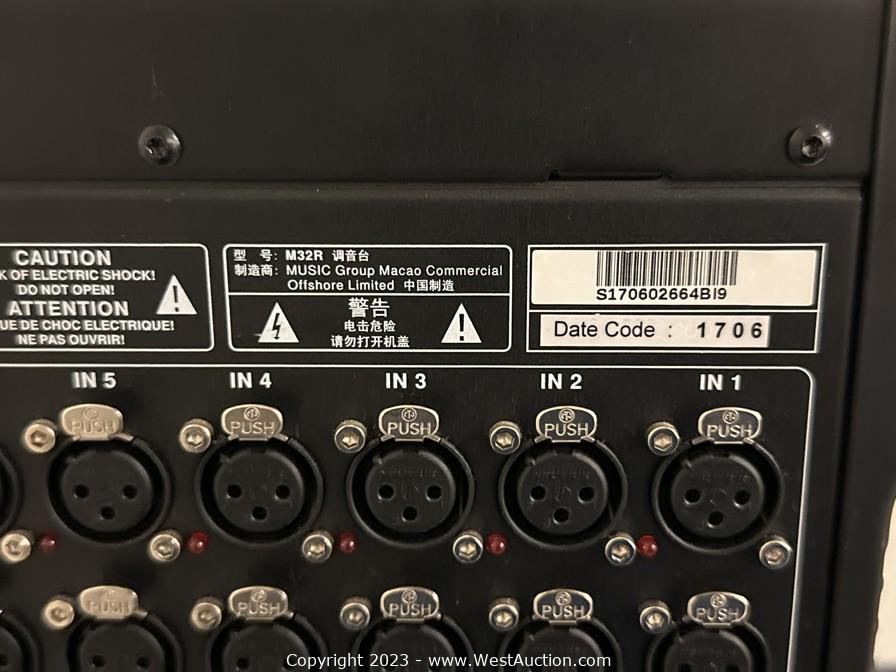 CAUTION
K OF ELECTRIC SHOCK!
DO NOT OPEN!
ATTENTION
UE DE CHOC ELECTRIQUE!
NE PAS OUVRIR!
型 号: M32R 调音台
制造商: MUSIC Group Macao Commercial
Offshore Limited 中国制造
警告
电击危险
请勿打开机盖
S170602664BI9
Date Code : 1706
IN 5 IN 4 IN 3 IN 2 IN 1
PUSH PUSH PUSH PUSH PUSH
PUSH PUSH PUSH PUSH PUSH
Copyright 2023 - www.WestAuction.com